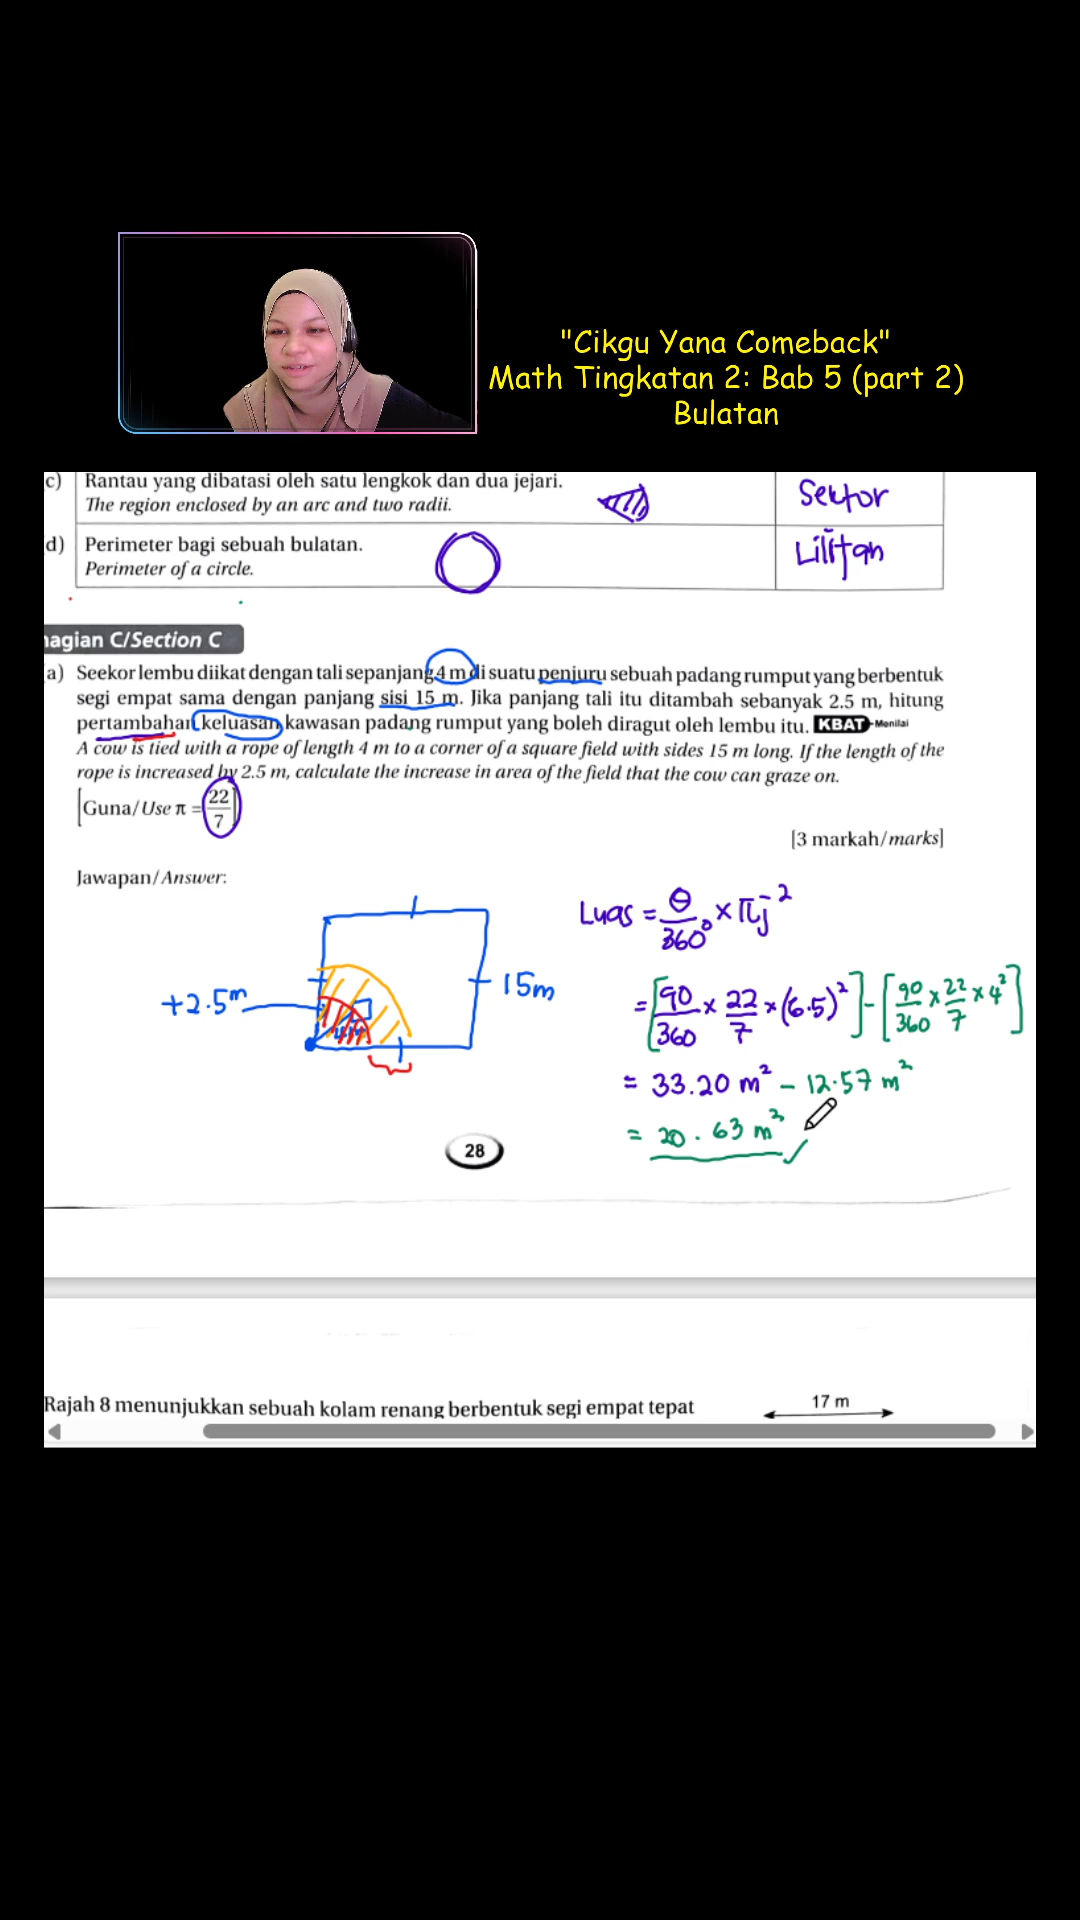 "Cikgu Yana Comeback"
Math Tingkatan 2: Bab 5 (part 2)
Bulatan
c) Rantau yang dibatasi oleh satu lengkok dan dua jejari.
The region enclosed by an arc and two radii.
Sektor
d) Perimeter bagi sebuah bulatan.
Perimeter of a circle.
Lilitan
nagian C/Section C
a) Seekor lembu diikat dengan tali sepanjang 4 m di suatu penjuru sebuah padang rumput yang berbentuk
segi empat sama dengan panjang sisi 15 m. Jika panjang tali itu ditambah sebanyak 2.5 m, hitung
pertambahan keluasan kawasan padang rumput yang boleh diragut oleh lembu itu. KBAT Menilai
A cow is tied with a rope of length 4 m to a corner of a square field with sides 15 m long. If the length of the
rope is increased by 2.5 m, calculate the increase in area of the field that the cow can graze on.
[Guna/Use π = 22/7]
[3 markah/marks]
Jawapan/Answer:
+2.5m
4m
15m
Luas = θ/360° × πj²
= [90/360 × 22/7 × (6.5)²] - [90/360 × 22/7 × 4²]
= 33.20 m² - 12.57 m²
= 20.63 m²
28
Rajah 8 menunjukkan sebuah kolam renang berbentuk segi empat tepat
17 m